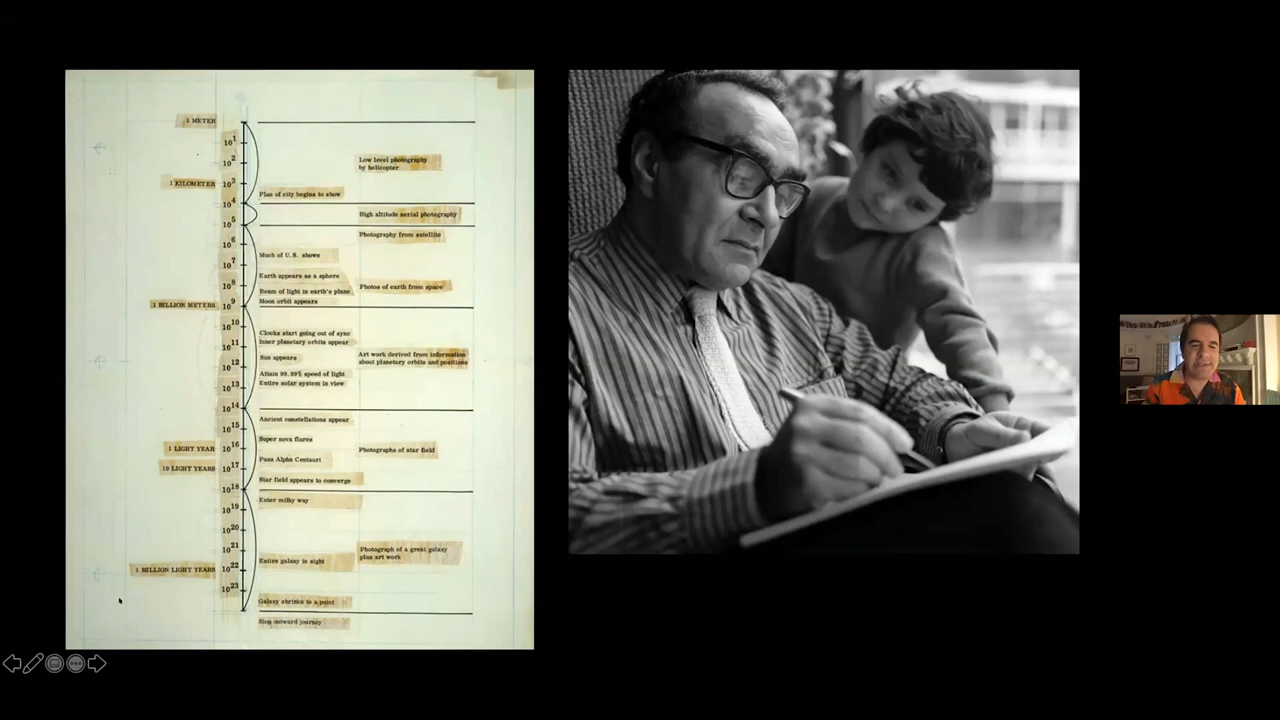 1 METER
10¹
10²
Low level photography
by helicopter
1 KILOMETER
10³
Plan of city begins to show
10⁴
High altitude aerial photography
10⁵
Photography from satellite
10⁶
Much of U.S. shows
10⁷
Earth appears as a sphere
10⁸
Photos of earth from space
Beam of light in earth's plane
1 BILLION METERS
10⁹
Moon orbit appears
10¹⁰
Clocks start going out of sync
Inner planetary orbits appear
10¹¹
Art work derived from information
about planetary orbits and positions
Sun appears
10¹²
Attain 99.99% speed of light
Entire solar system in view
10¹³
10¹⁴
Ancient constellations appear
10¹⁵
Super nova flares
1 LIGHT YEAR
10¹⁶
Photographs of star field
Pass Alpha Centauri
10 LIGHT YEARS
10¹⁷
Star field appears to converge
10¹⁸
Enter milky way
10¹⁹
10²⁰
10²¹
Photograph of a great galaxy
plus art work
Entire galaxy in sight
1 MILLION LIGHT YEARS
10²²
10²³
Galaxy shrinks to a point
Stop outward journey